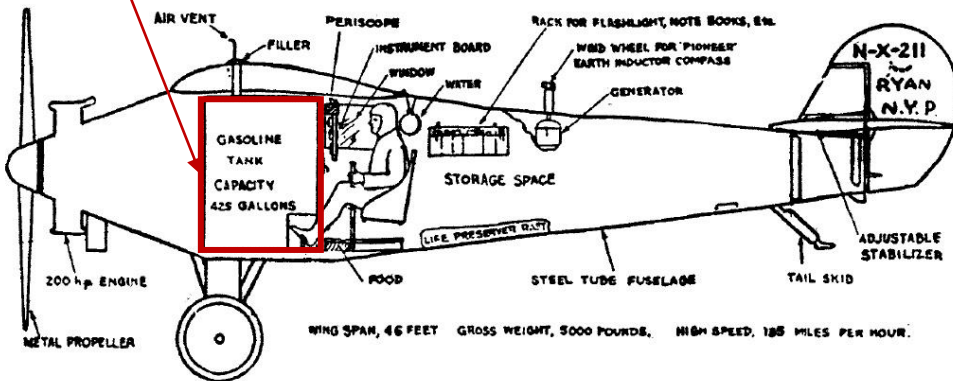 AIR VENT
FILLER
PERISCOPE
INSTRUMENT BOARD
WINDOW
WATER
RACK FOR FLASHLIGHT, NOTE BOOKS, Etc
WIND WHEEL FOR "PIONEER"
EARTH INDUCTOR COMPASS
GENERATOR
N-X-211
RYAN
N.Y.P
GASOLINE
TANK
CAPACITY
425 GALLONS
STORAGE SPACE
LIFE PRESERVER RAFT
200 h.p. ENGINE
FOOD
STEEL TUBE FUSELAGE
TAIL SKID
ADJUSTABLE
STABILIZER
METAL PROPELLER
WING SPAN, 46 FEET GROSS WEIGHT, 5000 POUNDS. HIGH SPEED, 135 MILES PER HOUR.